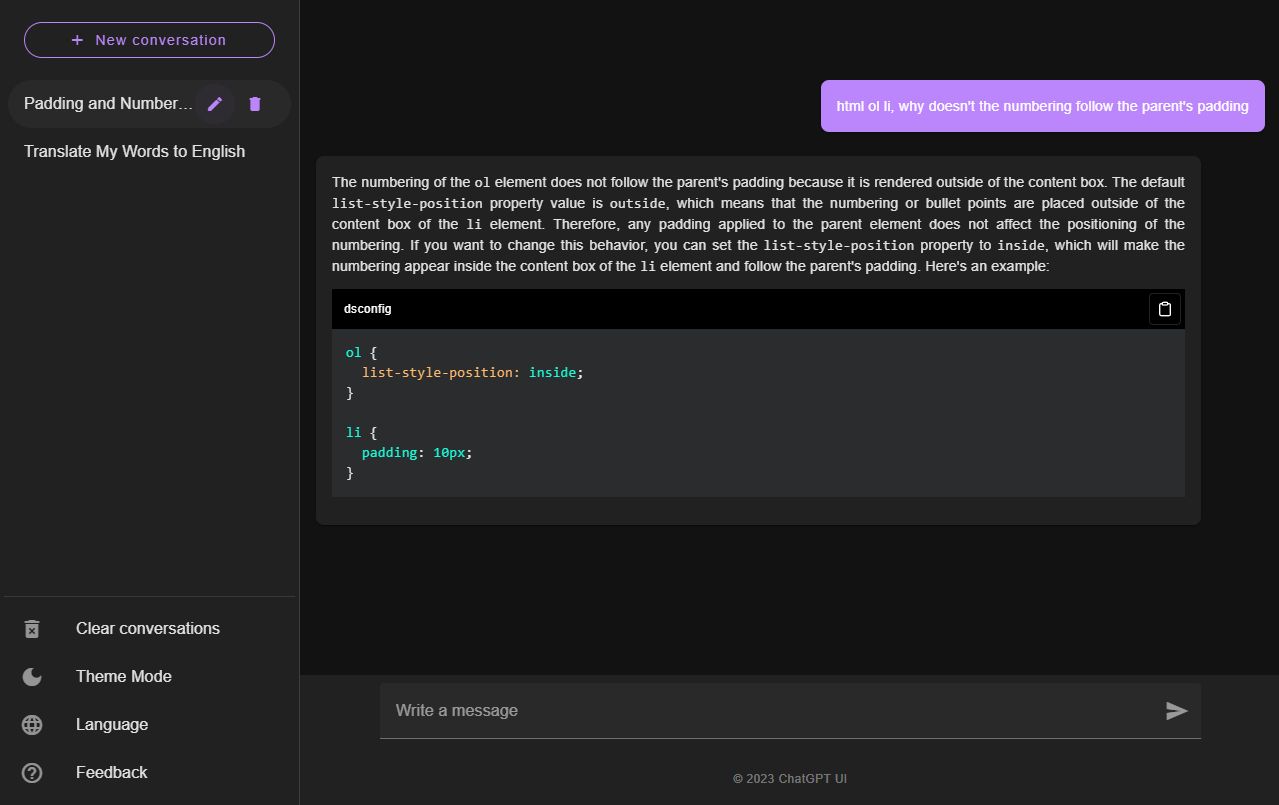 + New conversation
Padding and Number...
Translate My Words to English
html ol li, why doesn't the numbering follow the parent's padding
The numbering of the ol element does not follow the parent's padding because it is rendered outside of the content box. The default
list-style-position property value is outside, which means that the numbering or bullet points are placed outside of the
content box of the li element. Therefore, any padding applied to the parent element does not affect the positioning of the
numbering. If you want to change this behavior, you can set the list-style-position property to inside, which will make the
numbering appear inside the content box of the li element and follow the parent's padding. Here's an example:
dsconfig
ol {
  list-style-position: inside;
}
li {
  padding: 10px;
}
Clear conversations
Theme Mode
Language
Feedback
Write a message
© 2023 ChatGPT UI